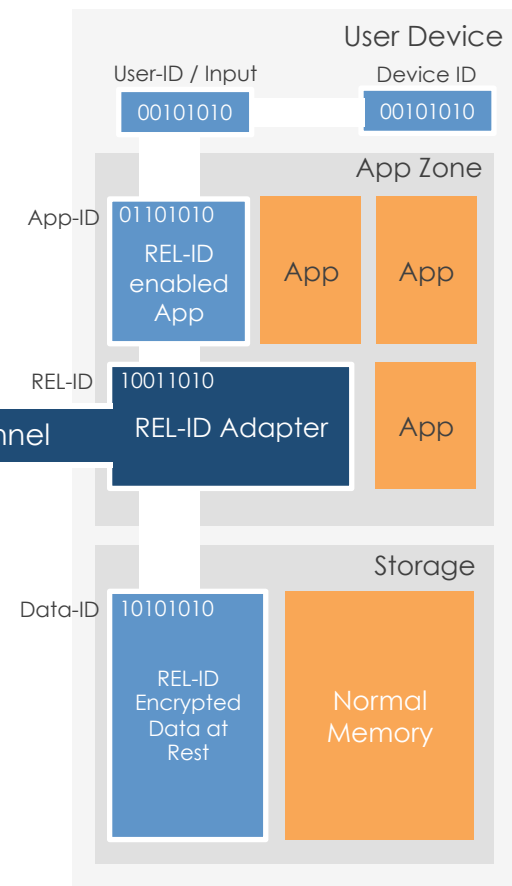 User Device
User-ID / Input
Device ID
00101010
00101010
App Zone
App-ID
01101010
REL-ID
enabled
App
App
App
REL-ID
10011010
nnel
REL-ID Adapter
App
Storage
Data-ID
10101010
REL-ID
Encrypted
Data at
Rest
Normal
Memory